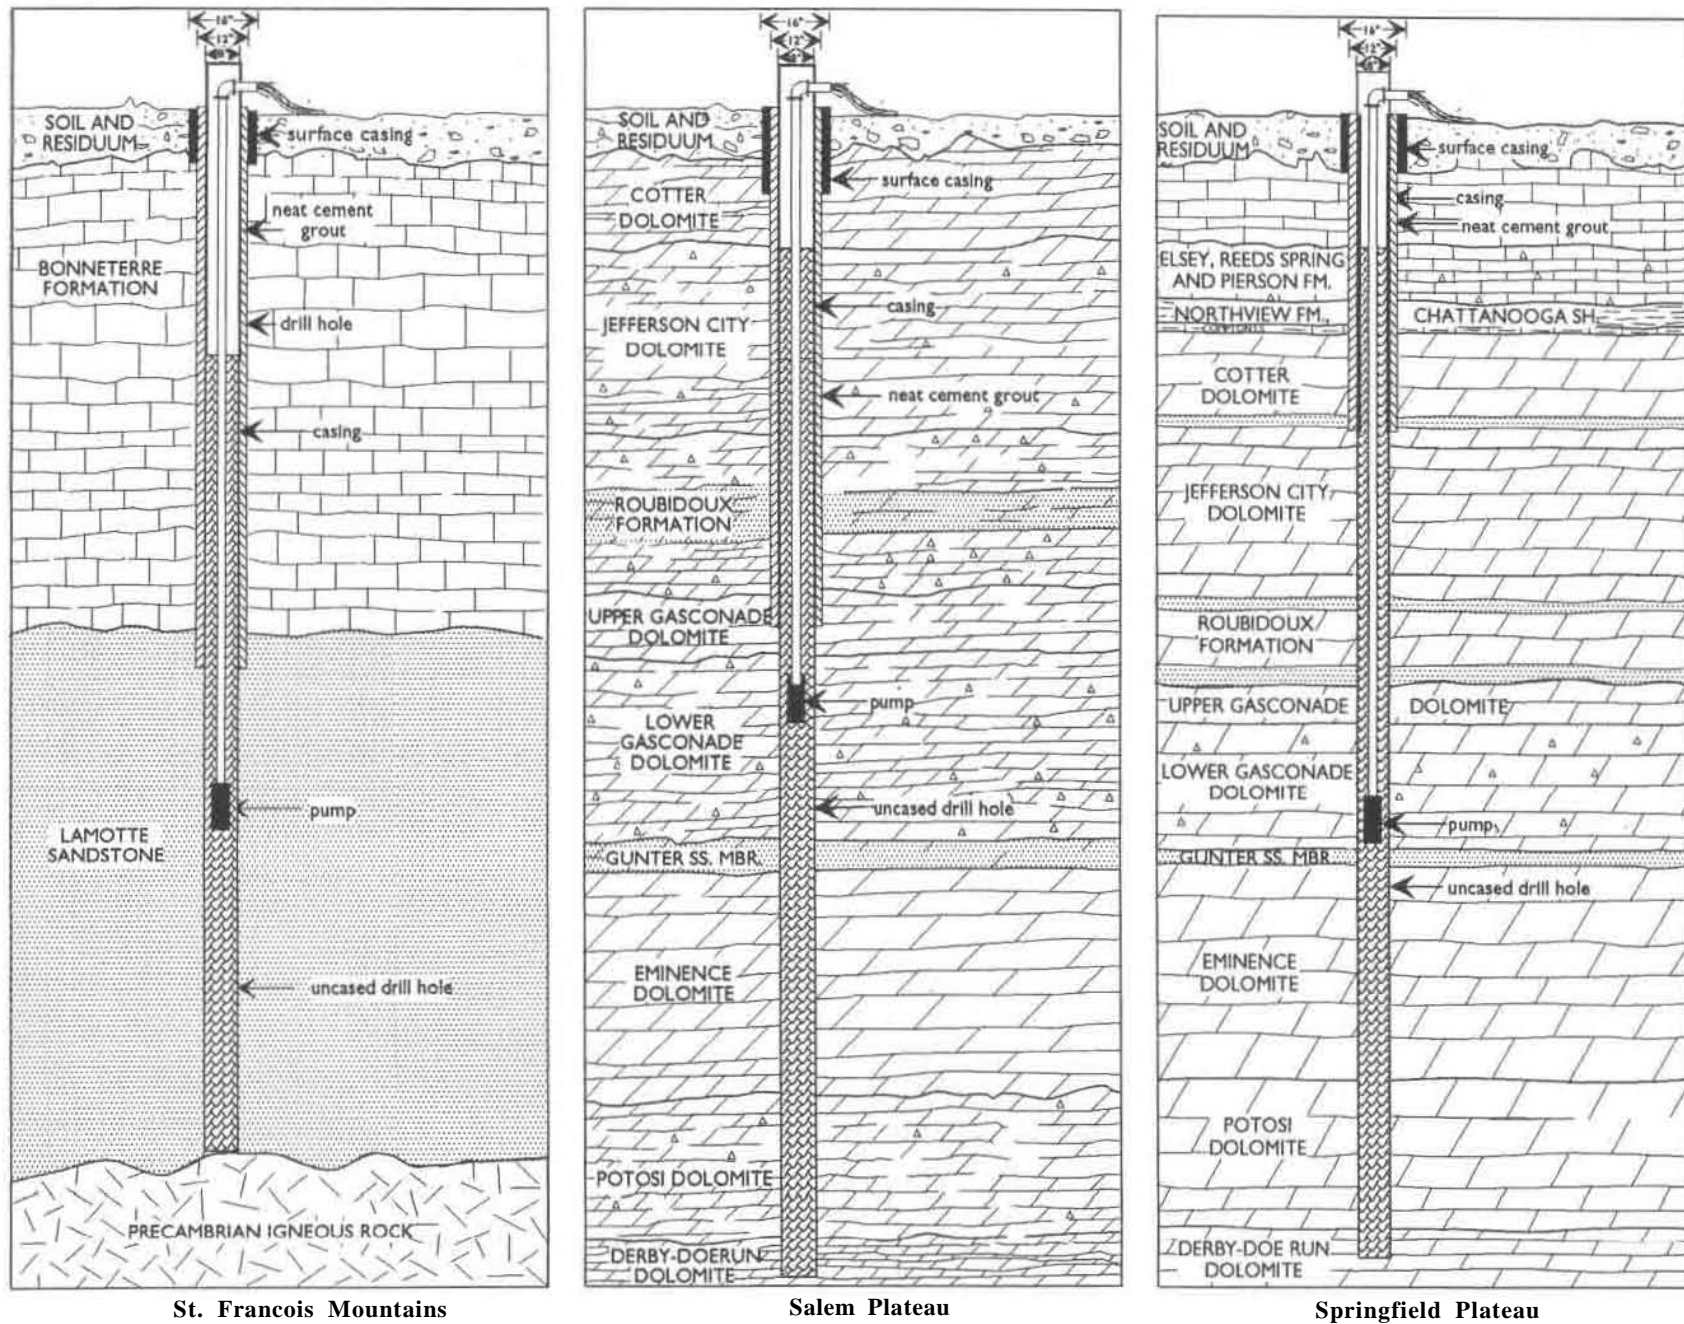 16"
12"
8"
SOIL AND
RESIDUUM
surface casing
neat cement
grout
BONNETERRE
FORMATION
drill hole
casing
pump
LAMOTTE
SANDSTONE
uncased drill hole
PRECAMBRIAN IGNEOUS ROCK
St. Francois Mountains
16"
12"
8"
SOIL AND
RESIDUUM
surface casing
COTTER
DOLOMITE
casing
JEFFERSON CITY
DOLOMITE
neat cement grout
ROUBIDOUX
FORMATION
UPPER GASCONADE
DOLOMITE
pump
LOWER
GASCONADE
DOLOMITE
uncased drill hole
GUNTER SS. MBR.
EMINENCE
DOLOMITE
POTOSI DOLOMITE
DERBY-DOERUN
DOLOMITE
Salem Plateau
16"
12"
8"
SOIL AND
RESIDUUM
surface casing
casing
neat cement grout
ELSEY, REEDS SPRING
AND PIERSON FM.
NORTHVIEW FM., CHATTANOOGA SH.
COTTER
DOLOMITE
JEFFERSON CITY
DOLOMITE
ROUBIDOUX
FORMATION
UPPER GASCONADE DOLOMITE
LOWER GASCONADE
DOLOMITE
pump
GUNTER SS. MBR.
uncased drill hole
EMINENCE
DOLOMITE
POTOSI
DOLOMITE
DERBY-DOE RUN
DOLOMITE
Springfield Plateau